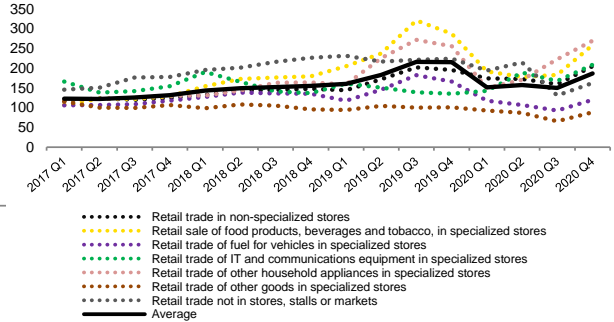 350
300
250
200
150
100
50
0
2017 Q1
2017 Q2
2017 Q3
2017 Q4
2018 Q1
2018 Q2
2018 Q3
2018 Q4
2019 Q1
2019 Q2
2019 Q3
2019 Q4
2020 Q1
2020 Q2
2020 Q3
2020 Q4
Retail trade in non-specialized stores
Retail sale of food products, beverages and tobacco, in specialized stores
Retail trade of fuel for vehicles in specialized stores
Retail trade of IT and communications equipment in specialized stores
Retail trade of other household appliances in specialized stores
Retail trade of other goods in specialized stores
Retail trade not in stores, stalls or markets
Average